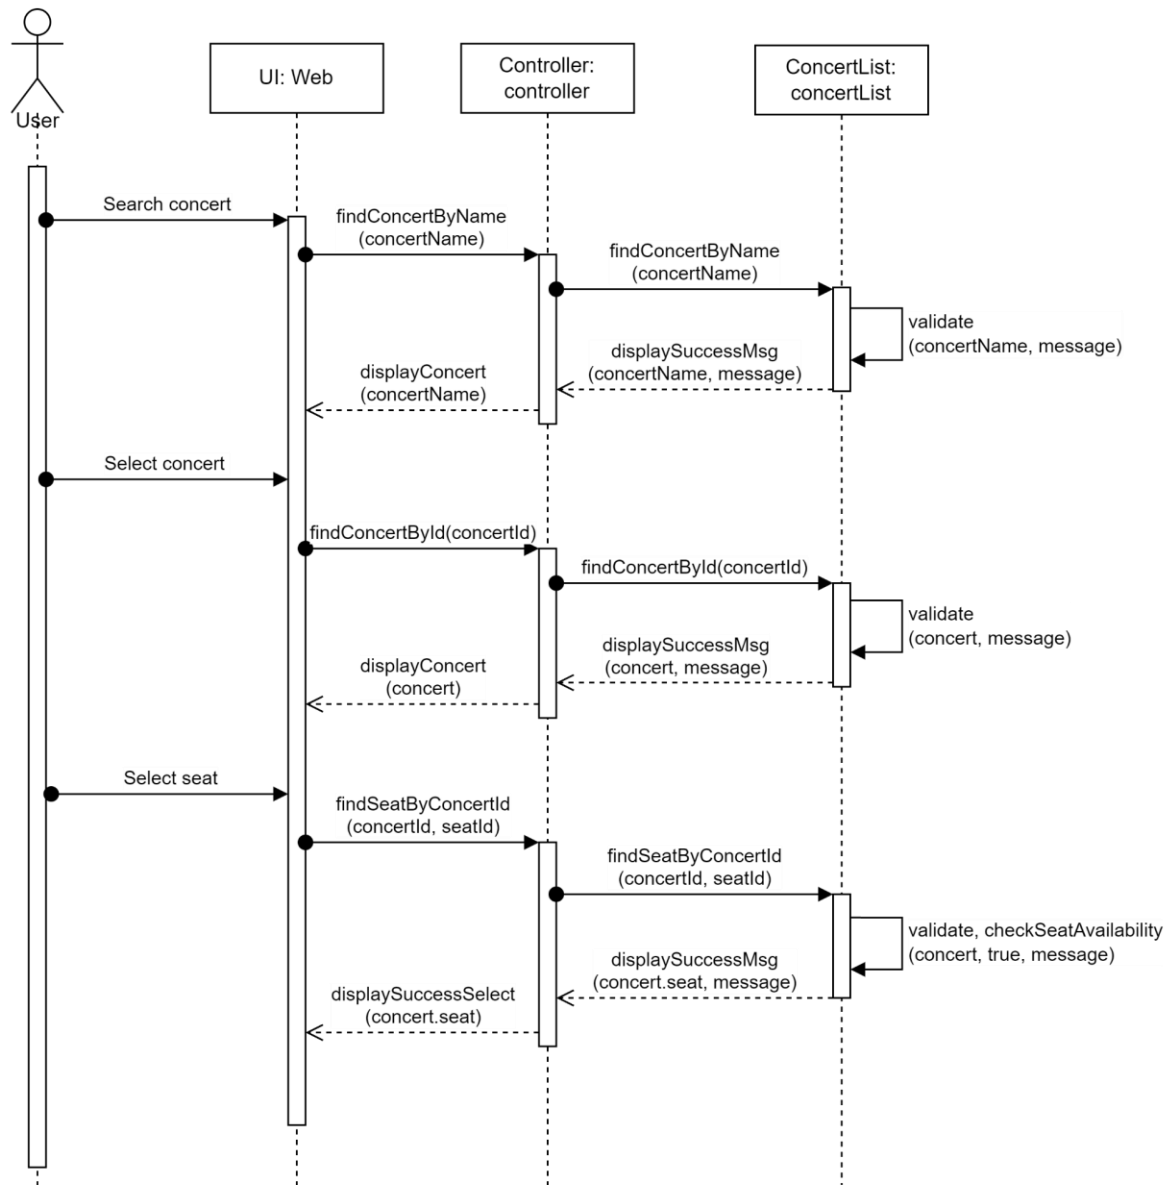 User
UI: Web
Controller:
controller
ConcertList:
concertList
Search concert
findConcertByName
(concertName)
findConcertByName
(concertName)
validate
(concertName, message)
displaySuccessMsg
(concertName, message)
displayConcert
(concertName)
Select concert
findConcertById(concertId)
findConcertById(concertId)
validate
(concert, message)
displaySuccessMsg
(concert, message)
displayConcert
(concert)
Select seat
findSeatByConcertId
(concertId, seatId)
findSeatByConcertId
(concertId, seatId)
validate, checkSeatAvailability
(concert, true, message)
displaySuccessMsg
(concert.seat, message)
displaySuccessSelect
(concert.seat)